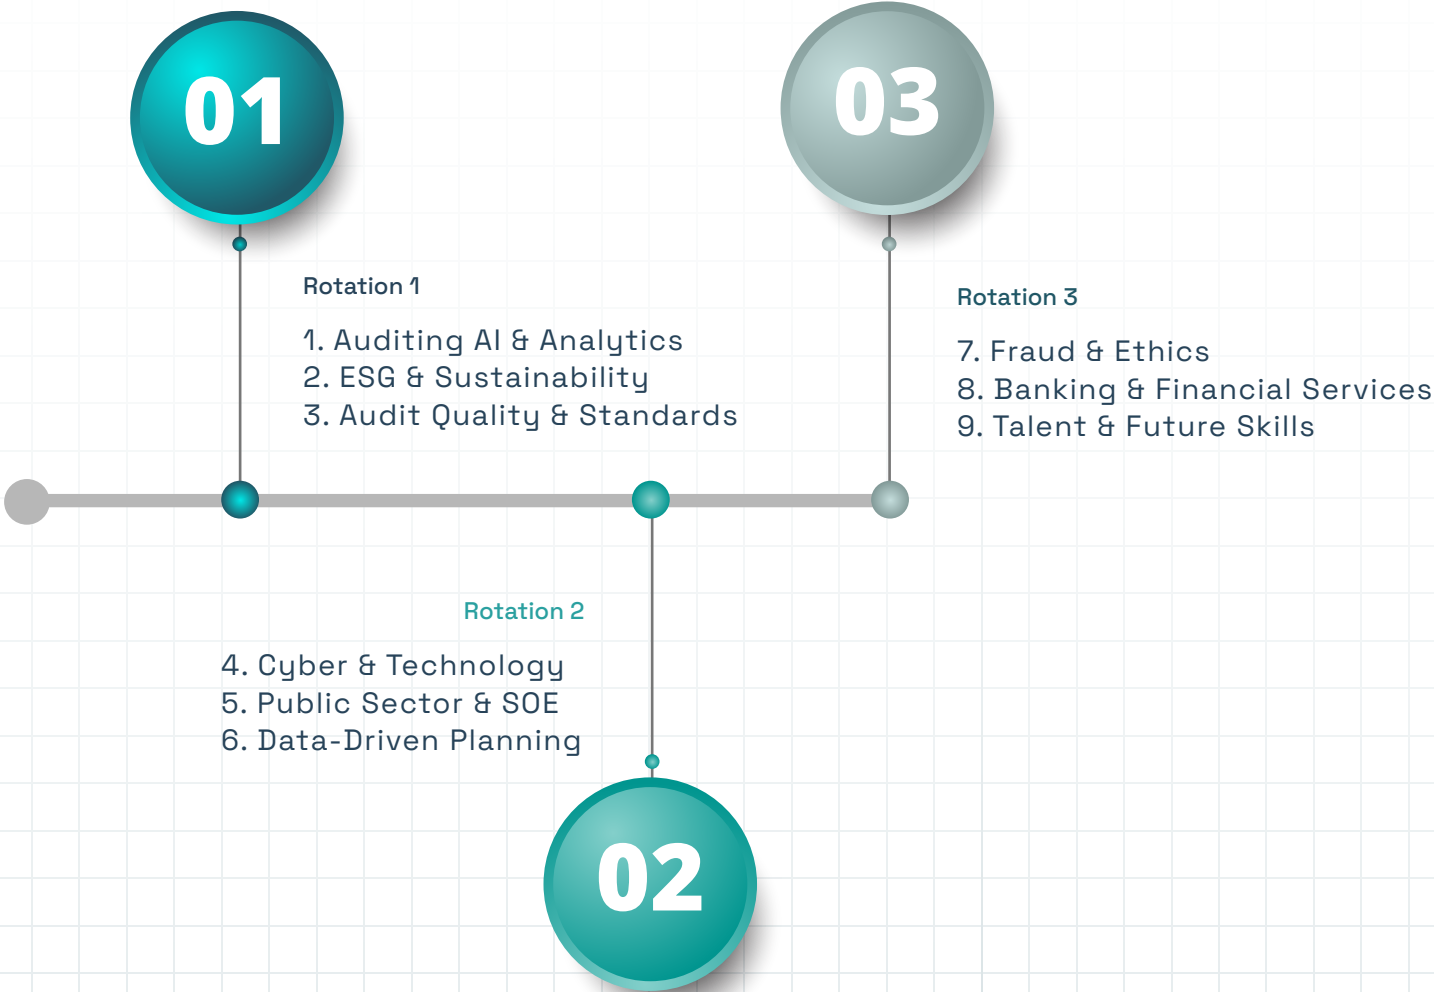 01
Rotation 1
1. Auditing AI & Analytics
2. ESG & Sustainability
3. Audit Quality & Standards
03
Rotation 3
7. Fraud & Ethics
8. Banking & Financial Services
9. Talent & Future Skills
Rotation 2
4. Cyber & Technology
5. Public Sector & SOE
6. Data-Driven Planning
02